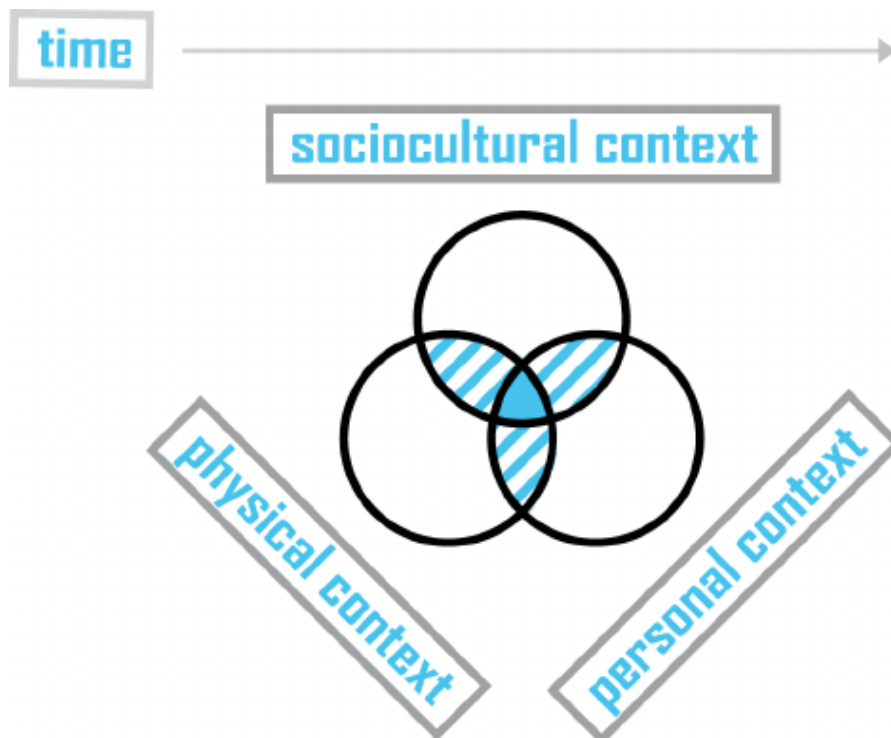 time
sociocultural context
physical context
personal context